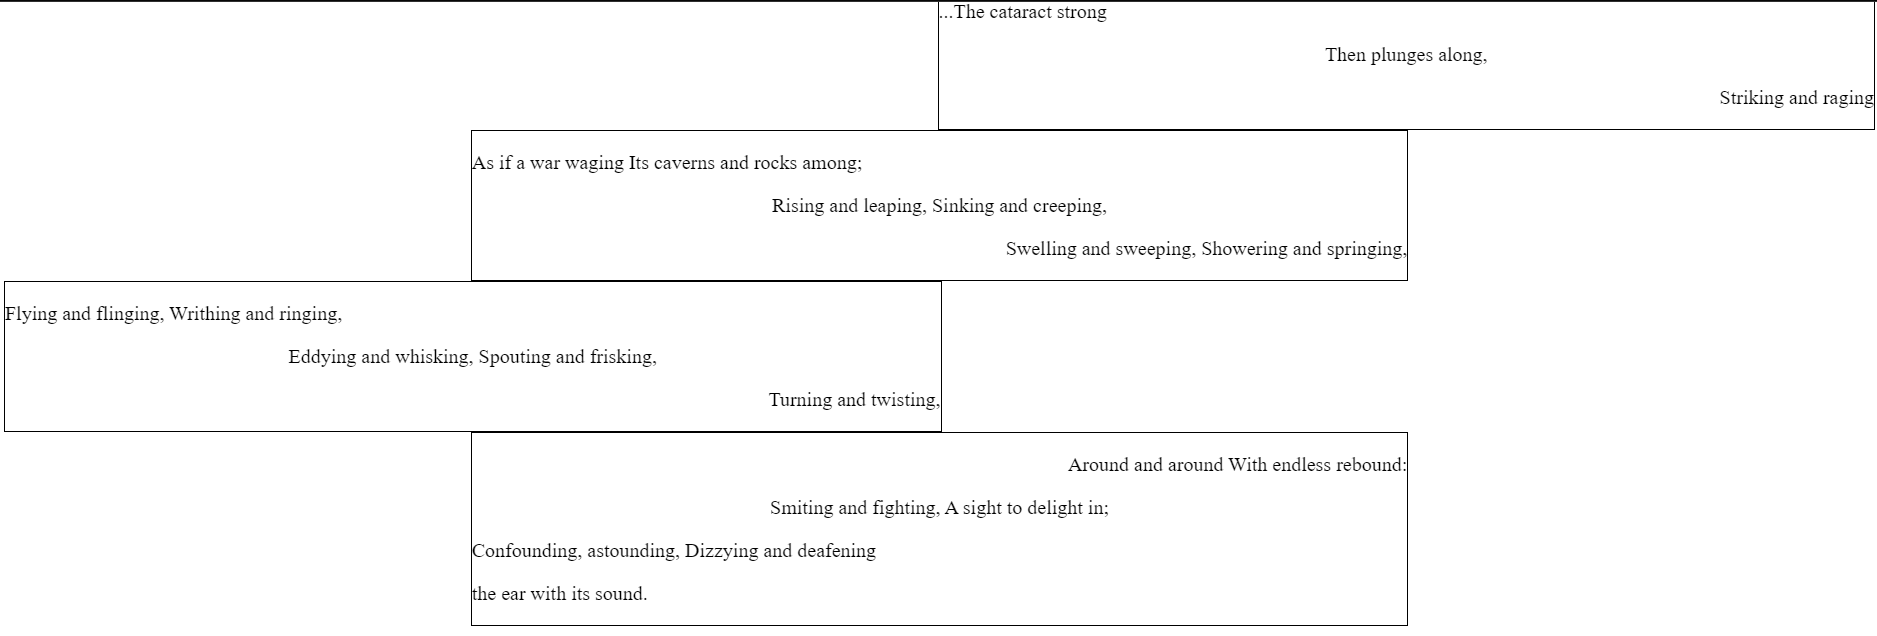 ...The cataract strong
Then plunges along,
Striking and raging
As if a war waging Its caverns and rocks among;
Rising and leaping, Sinking and creeping,
Swelling and sweeping, Showering and springing,
Flying and flinging, Writhing and ringing,
Eddying and whisking, Spouting and frisking,
Turning and twisting,
Around and around With endless rebound:
Smiting and fighting, A sight to delight in;
Confounding, astounding, Dizzying and deafening
the ear with its sound.